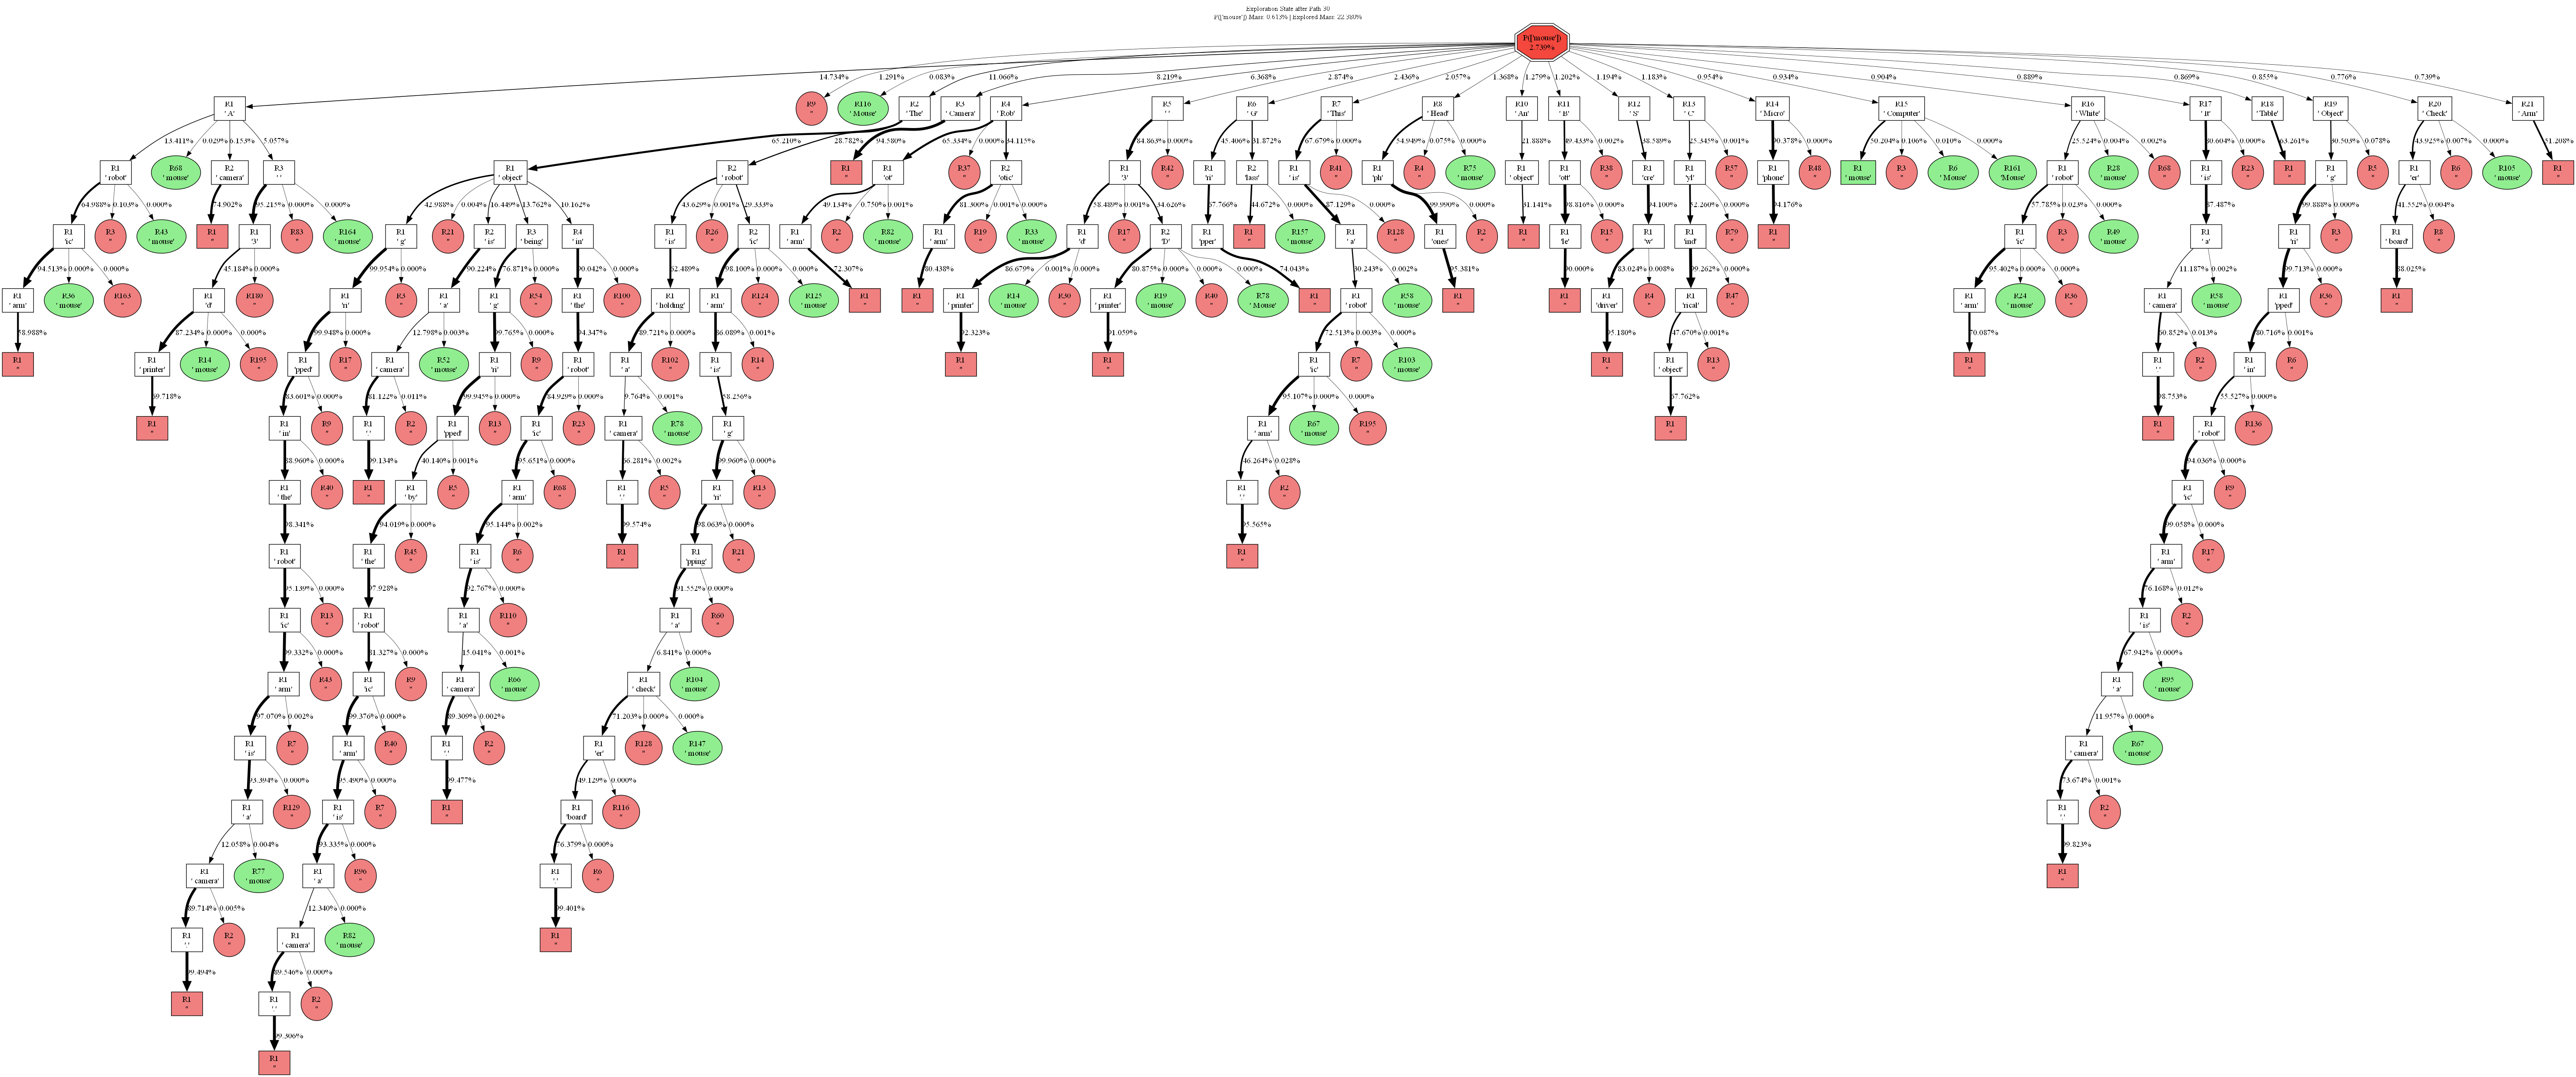 Exploration State after Path 30
P(['mouse']) Mass: 0.613% | Explored Mass: 22.380%
P(['mouse'])
2.739%
14.734% 1.291% 0.083% 11.066% 8.219% 6.368% 2.874% 2.436% 2.057% 1.368% 1.279% 1.202% 1.194% 1.183% 0.954% 0.934% 0.904% 0.889% 0.869% 0.855% 0.776% 0.739%
R1 R9 R116 R2 R3 R4 R5 R6 R7 R8 R10 R11 R12 R13 R14 R15 R16 R17 R18 R19 R20 R21
' A' '' ' Mouse' 'The' ' Camera' ' Rob' ' ' ' G' 'This' ' Head' ' An' ' B' ' S' ' C' ' Micro' ' Computer' ' White' ' It' 'Table' ' Object' ' Check' ' Arm'
13.411% 0.029% 6.153% 5.057% 65.210% 28.782% 94.580% 65.334% 0.000% 34.115% 84.863% 0.000% 45.406% 31.872% 67.679% 0.000% 54.949% 0.075% 0.000% 21.888% 49.433% 0.002% 38.589% 25.345% 0.001% 90.378% 0.000% 50.204% 0.106% 0.010% 0.000% 25.524% 0.004% 0.002% 80.604% 0.000% 63.261% 30.503% 0.078% 43.925% 0.007% 0.000% 51.208%
R1 R68 R2 R3 R1 R2 R1 R1 R37 R2 R1 R42 R1 R2 R1 R41 R1 R4 R75 R1 R1 R38 R1 R1 R57 R1 R48 R1 R3 R6 R161 R1 R28 R68 R1 R23 R1 R1 R5 R1 R6 R105 R1
' robot' ' mouse' ' camera' ' object' ' robot' 'ot' 'otic' '3' 'ri' 'lass' ' is' 'ph' ' mouse' ' object' 'ott' 'cre' 'yl' 'phone' ' mouse' ' Mouse' 'Mouse' ' robot' ' mouse' ' is' ' g' 'er' ' mouse'
64.988% 0.103% 0.000% 74.902% 95.215% 0.000% 0.000% 42.988% 0.004% 16.449% 13.762% 10.162% 43.629% 0.001% 29.333% 49.134% 0.750% 0.001% 81.300% 0.001% 0.000% 58.489% 0.001% 34.626% 67.766% 44.672% 0.000% 87.129% 0.000% 99.990% 0.000% 31.141% 98.816% 0.000% 94.100% 52.260% 0.000% 94.176% 57.785% 0.023% 0.000% 87.487% 99.888% 0.000% 41.552% 0.004%
R1 R3 R43 R1 R1 R83 R164 R1 R21 R2 R3 R4 R1 R26 R2 R1 R2 R82 R1 R19 R33 R1 R17 R2 R1 R1 R157 R1 R128 R1 R2 R1 R1 R15 R1 R1 R79 R1 R1 R3 R49 R1 R1 R3 R1 R8
'ic' ' mouse' '3' ' mouse' ' g' ' is' ' being' ' in' ' is' 'ic' ' arm' ' mouse' ' arm' ' mouse' 'd' 'D' 'pper' ' mouse' ' a' 'ones' 'le' 'w' 'ind' 'ic' ' mouse' ' a' 'ri' ' board'
94.513% 0.000% 0.000% 45.184% 0.000% 99.954% 0.000% 90.224% 76.871% 0.000% 90.042% 0.000% 52.489% 98.100% 0.000% 0.000% 72.307% 80.438% 86.679% 0.001% 0.000% 80.875% 0.000% 0.000% 0.000% 74.043% 30.243% 0.002% 95.381% 90.000% 83.024% 0.008% 99.262% 0.000% 95.402% 0.000% 0.000% 11.187% 0.002% 99.713% 0.000% 88.025%
R1 R36 R163 R1 R180 R1 R3 R1 R1 R54 R1 R100 R1 R1 R124 R125 R1 R1 R1 R14 R30 R1 R19 R40 R78 R1 R1 R58 R1 R1 R1 R4 R1 R47 R1 R24 R36 R1 R58 R1 R36 R1
' arm' ' mouse' 'd' 'ri' ' a' ' g' ' the' ' holding' ' arm' ' mouse' ' printer' ' mouse' ' printer' ' mouse' ' Mouse' ' robot' ' mouse' 'driver' 'rical' ' arm' ' mouse' ' camera' ' mouse' 'pped'
58.988% 87.234% 0.000% 0.000% 99.948% 0.000% 12.798% 0.003% 99.765% 0.000% 94.347% 89.721% 0.000% 86.089% 0.001% 92.323% 91.059% 72.513% 0.003% 0.000% 95.180% 47.670% 0.001% 70.087% 60.852% 0.013% 80.716% 0.001%
R1 R1 R14 R195 R1 R17 R1 R52 R1 R9 R1 R1 R102 R1 R14 R1 R1 R1 R7 R103 R1 R1 R13 R1 R1 R2 R1 R6
' printer' ' mouse' 'pped' ' camera' ' mouse' 'ri' ' robot' ' a' ' is' 'ic' ' mouse' ' object' '.' ' in'
69.718% 83.601% 0.000% 81.122% 0.011% 99.945% 0.000% 84.929% 0.000% 9.764% 0.001% 58.256% 95.107% 0.000% 0.000% 67.762% 98.753% 55.527% 0.000%
R1 R1 R9 R1 R2 R1 R13 R1 R23 R1 R78 R1 R1 R67 R195 R1 R1 R1 R136
' in' '.' 'pped' 'ic' ' camera' ' mouse' ' g' ' arm' ' mouse' ' robot'
88.960% 0.000% 99.134% 40.140% 0.001% 95.651% 0.000% 66.281% 0.002% 99.960% 0.000% 46.264% 0.028% 94.036% 0.000%
R1 R40 R1 R1 R5 R1 R68 R1 R5 R1 R13 R1 R2 R1 R9
' the' ' by' ' arm' '.' 'ri' '.' 'ic'
98.341% 94.019% 0.000% 95.144% 0.002% 99.574% 98.063% 0.000% 95.565% 99.058% 0.000%
R1 R1 R45 R1 R6 R1 R1 R21 R1 R1 R17
' robot' ' the' ' is' 'pping' ' arm'
95.139% 0.000% 97.928% 92.767% 0.000% 91.552% 0.000% 76.168% 0.012%
R1 R13 R1 R1 R110 R1 R60 R1 R2
'ic' ' robot' ' a' ' a' ' is'
99.332% 0.000% 81.327% 0.000% 15.041% 0.001% 6.841% 0.000% 67.942% 0.000%
R1 R43 R1 R9 R1 R66 R1 R104 R1 R95
' arm' 'ic' ' camera' ' mouse' ' check' ' mouse' ' a' ' mouse'
97.070% 0.002% 99.376% 0.000% 89.309% 0.002% 71.203% 0.000% 0.000% 11.957% 0.000%
R1 R7 R1 R40 R1 R2 R1 R128 R147 R1 R67
' is' ' arm' '.' 'er' ' mouse' ' camera' ' mouse'
93.394% 0.000% 95.490% 0.000% 99.477% 49.129% 0.000% 73.674% 0.001%
R1 R129 R1 R7 R1 R1 R116 R1 R2
' a' ' is' 'board' '.'
12.058% 0.004% 93.335% 0.000% 76.379% 0.000% 99.823%
R1 R77 R1 R96 R1 R6 R1
' camera' ' mouse' ' a' '.'
89.714% 0.005% 12.340% 0.000% 99.401%
R1 R2 R1 R82 R1
'.' ' camera' ' mouse'
99.494% 89.546% 0.000%
R1 R1 R2
'.'
99.306%
R1